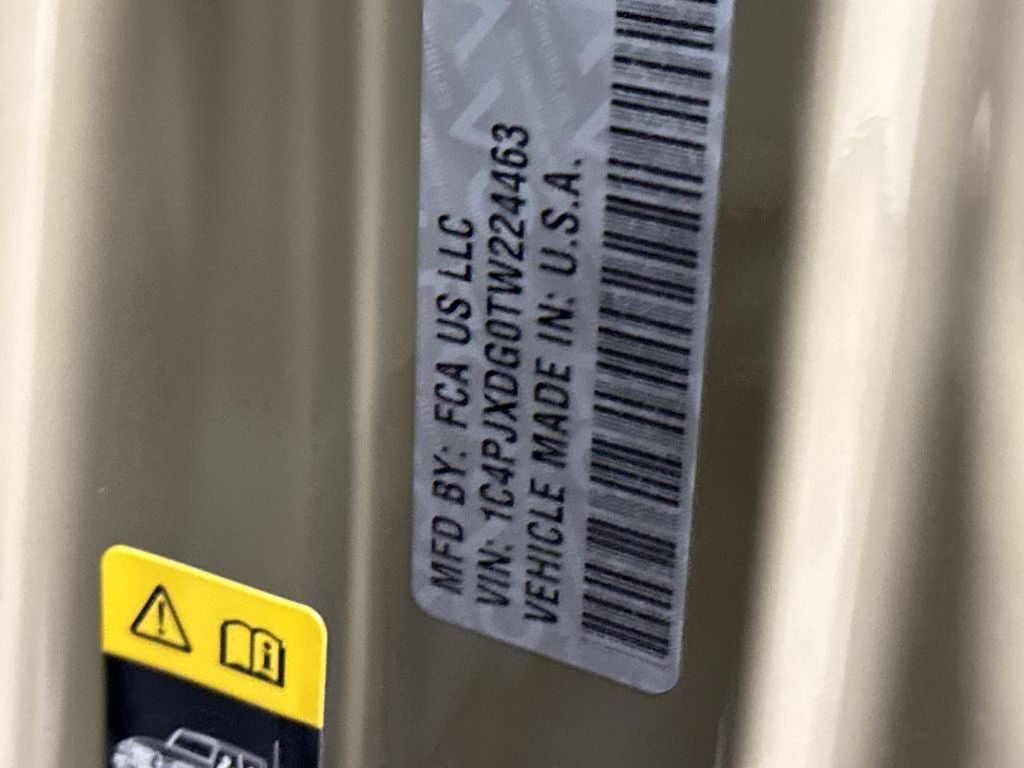 MFD BY: FCA US LLC
VIN: 1C4PJXDG0TW224463
VEHICLE MADE IN: U.S.A.